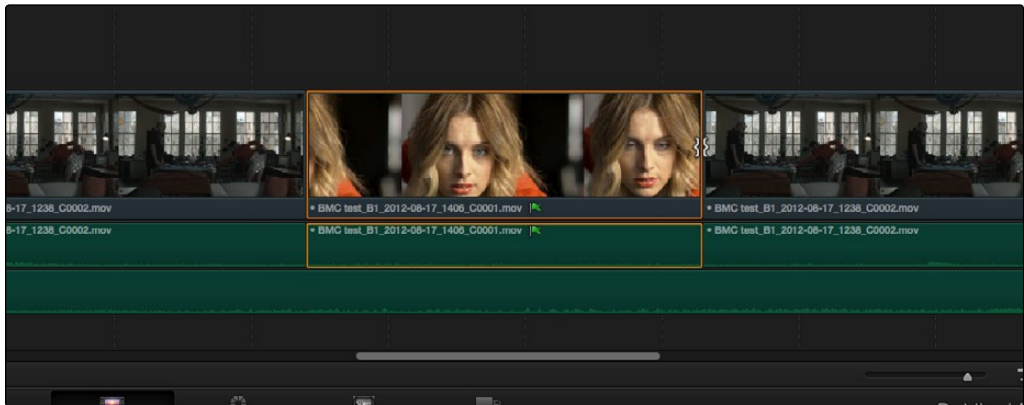 8-17_1238_C0002.mov
• BMC test_B1_2012-08-17_1406_C0001.mov
• BMC test_B1_2012-08-17_1238_C0002.mov
8-17_1238_C0002.mov
• BMC test_B1_2012-08-17_1406_C0001.mov
• BMC test_B1_2012-08-17_1238_C0002.mov